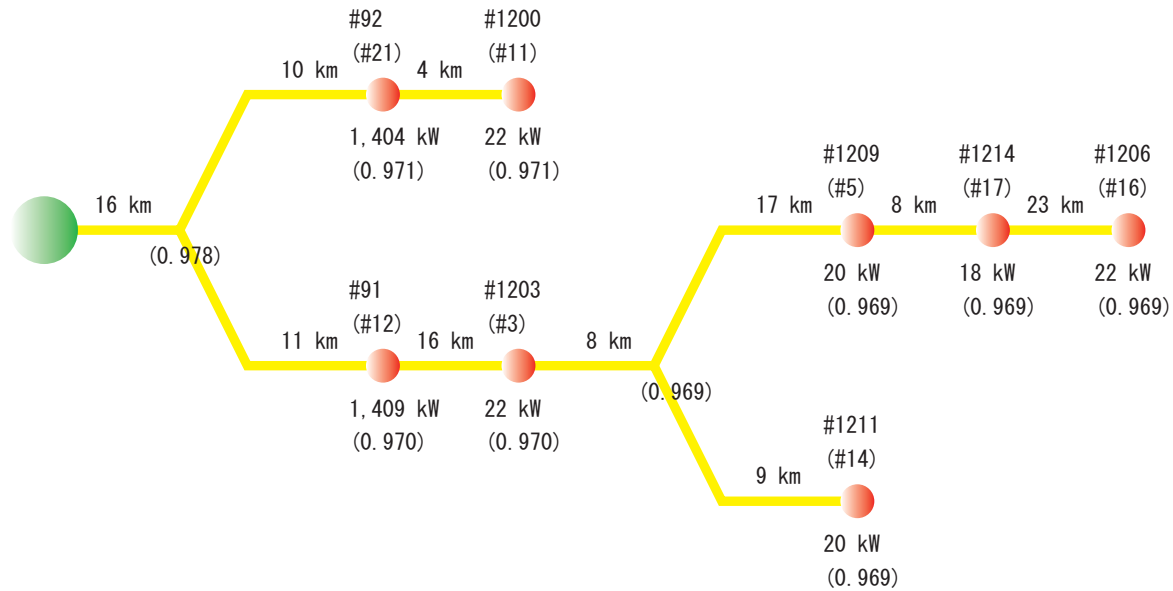 #92
(#21)
#1200
(#11)
10 km
4 km
1,404 kW
(0.971)
22 kW
(0.971)
16 km
(0.978)
#91
(#12)
#1203
(#3)
11 km
16 km
8 km
1,409 kW
(0.970)
22 kW
(0.970)
(0.969)
#1209
(#5)
#1214
(#17)
#1206
(#16)
17 km
8 km
23 km
20 kW
(0.969)
18 kW
(0.969)
22 kW
(0.969)
#1211
(#14)
9 km
20 kW
(0.969)